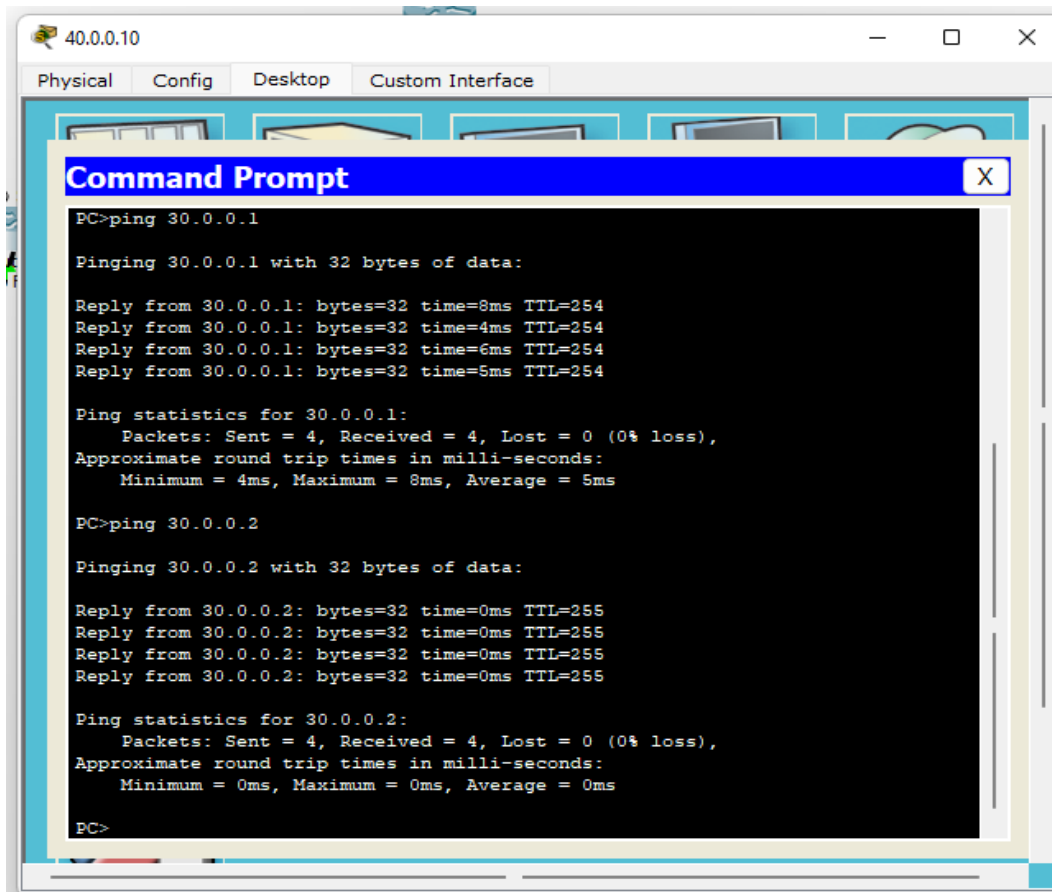 40.0.0.10
Physical Config Desktop Custom Interface
Command Prompt X
PC>ping 30.0.0.1
Pinging 30.0.0.1 with 32 bytes of data:
Reply from 30.0.0.1: bytes=32 time=8ms TTL=254
Reply from 30.0.0.1: bytes=32 time=4ms TTL=254
Reply from 30.0.0.1: bytes=32 time=6ms TTL=254
Reply from 30.0.0.1: bytes=32 time=5ms TTL=254
Ping statistics for 30.0.0.1:
Packets: Sent = 4, Received = 4, Lost = 0 (0% loss),
Approximate round trip times in milli-seconds:
Minimum = 4ms, Maximum = 8ms, Average = 5ms
PC>ping 30.0.0.2
Pinging 30.0.0.2 with 32 bytes of data:
Reply from 30.0.0.2: bytes=32 time=0ms TTL=255
Reply from 30.0.0.2: bytes=32 time=0ms TTL=255
Reply from 30.0.0.2: bytes=32 time=0ms TTL=255
Reply from 30.0.0.2: bytes=32 time=0ms TTL=255
Ping statistics for 30.0.0.2:
Packets: Sent = 4, Received = 4, Lost = 0 (0% loss),
Approximate round trip times in milli-seconds:
Minimum = 0ms, Maximum = 0ms, Average = 0ms
PC>